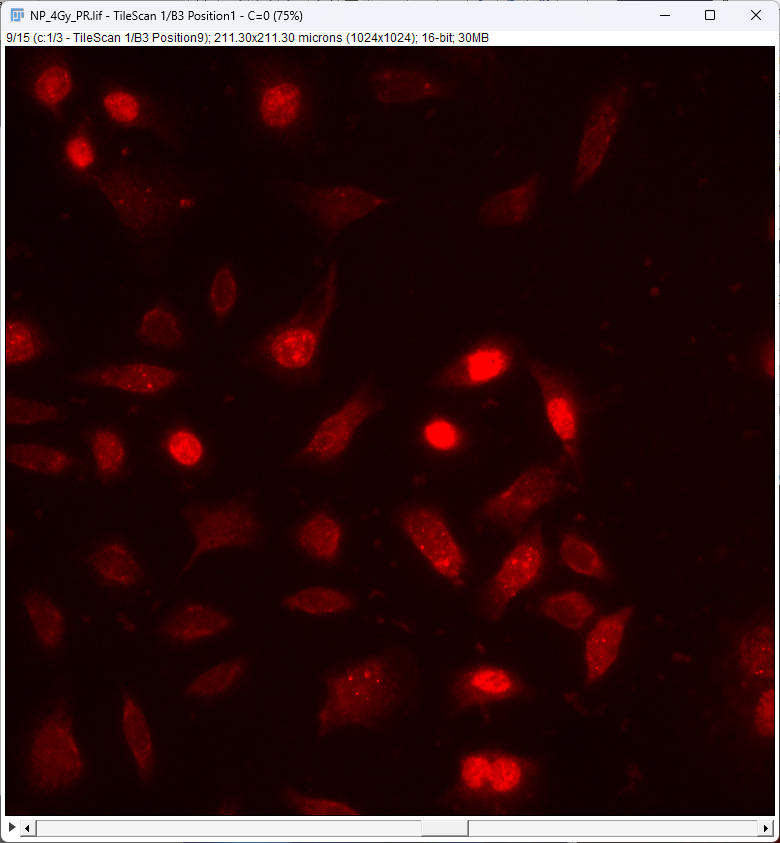 NP_4Gy_PR.lif - TileScan 1/B3 Position1 - C=0 (75%)
9/15 (c:1/3 - TileScan 1/B3 Position9); 211.30x211.30 microns (1024x1024); 16-bit; 30MB